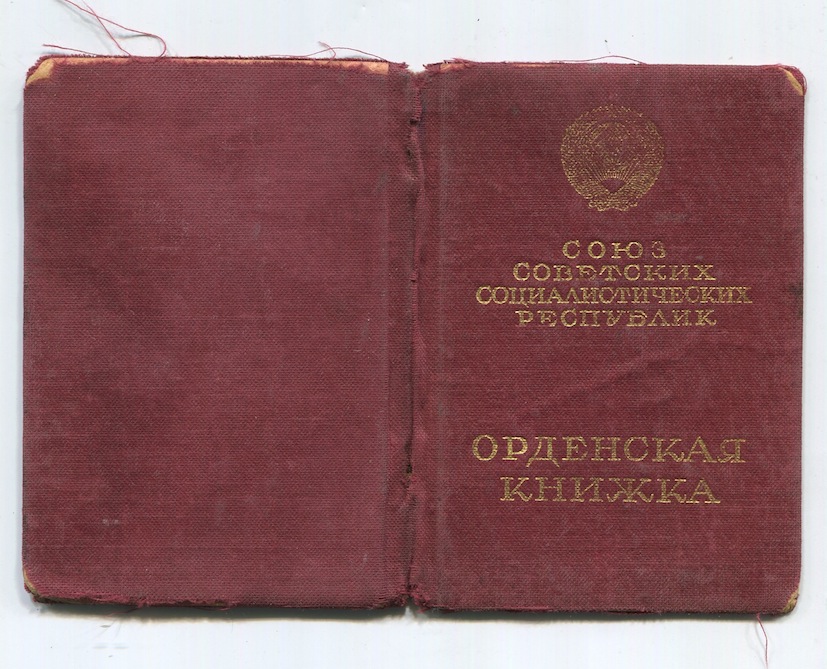 СОЮЗ
СОВЕТСКИХ
СОЦИАЛИСТИЧЕСКИХ
РЕСПУБЛИК
ОРДЕНСКАЯ
КНИЖКА